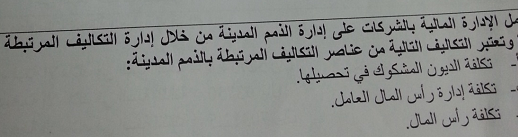 الإدارة المالية بالشركات على إدارة الذمم المدينة من خلال إدارة التكاليف المرتبطة
وتعتبر التكاليف التالية من عناصر التكاليف المرتبطة بالذمم المدينة:
تكلفة الديون المشكوك في تحصيلها.
تكلفة إدارة رأس المال العامل.
تكلفة رأس المال.